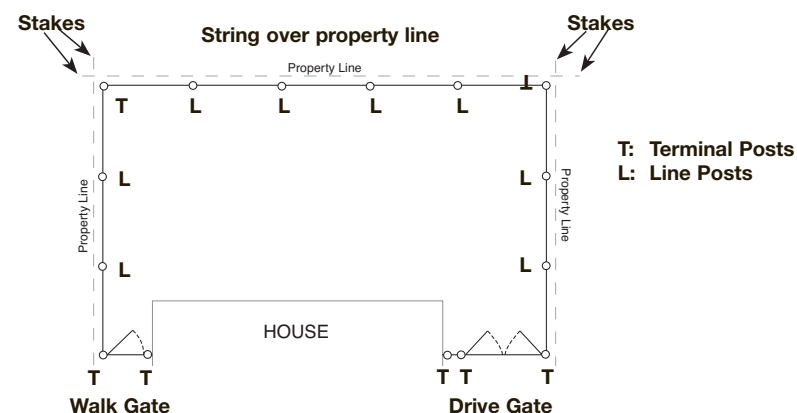 Stakes
String over property line
Stakes
Property Line
T L L L L T
T: Terminal Posts
L: Line Posts
L L
Property Line
Property Line
L L
HOUSE
T T T T T
Walk Gate
Drive Gate